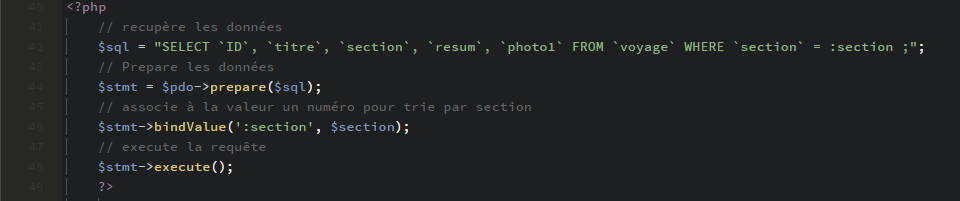 40 <?php
41 // recupère les données
42 $sql = "SELECT `ID`, `titre`, `section`, `resum`, `photo1` FROM `voyage` WHERE `section` = :section ;";
43 // Prepare les données
44 $stmt = $pdo->prepare($sql);
45 // associe à la valeur un numéro pour trie par section
46 $stmt->bindValue(':section', $section);
47 // execute la requête
48 $stmt->execute();
49 ?>